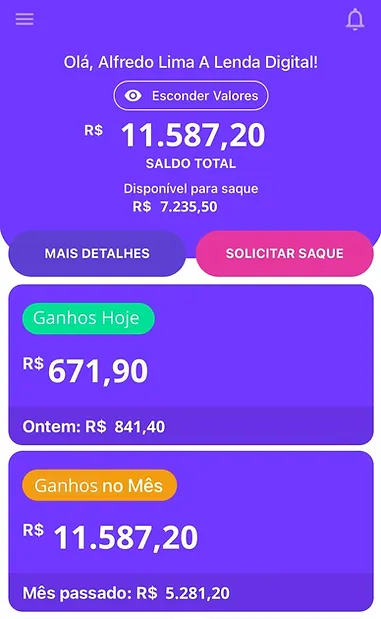 Olá, Alfredo Lima A Lenda Digital!
Esconder Valores
R$ 11.587,20
SALDO TOTAL
Disponível para saque
R$ 7.235,50
MAIS DETALHES
SOLICITAR SAQUE
Ganhos Hoje
R$ 671,90
Ontem: R$ 841,40
Ganhos no Mês
R$ 11.587,20
Mês passado: R$ 5.281,20